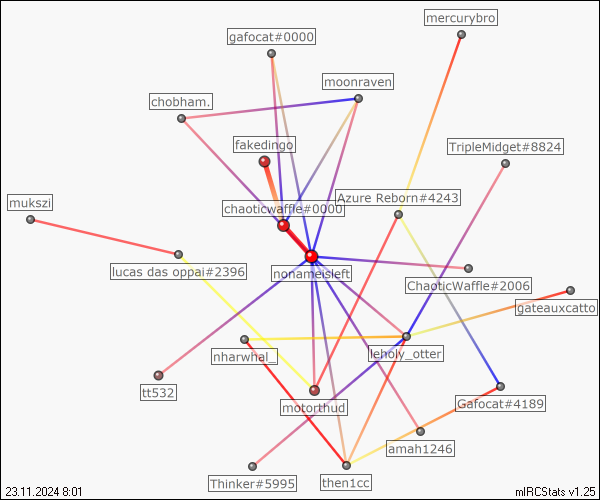 mercurybro
gafocat#0000
moonraven
chobham.
fakedingo
TripleMidget#8824
Azure Reborn#4243
mukszi
chaoticwaffle#0000
lucas das oppai#2396
nonameisleft
ChaoticWaffle#2006
gateauxcatto
nharwhal_
leholy_otter
tt532
motorthud
Gafocat#4189
amah1246
Thinker#5995
then1cc
23.11.2024 8:01
mIRCStats v1.25